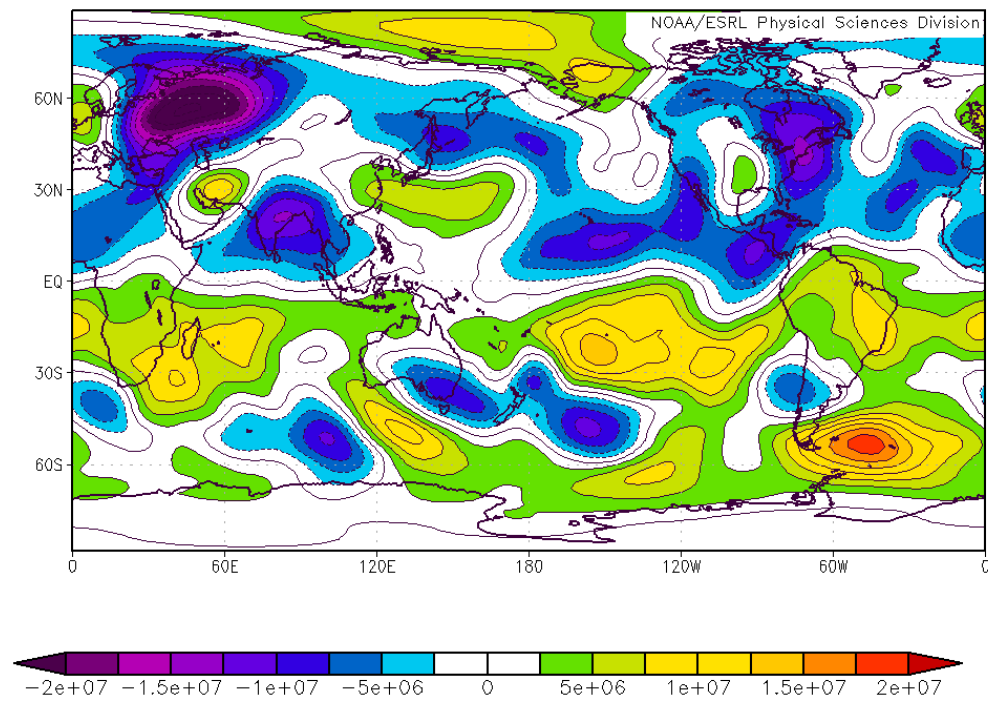 NOAA/ESRL Physical Sciences Division
60N
30N
EQ
30S
60S
0 60E 120E 180 120W 60W 0
−2e+07 −1.5e+07 −1e+07 −5e+06 0 5e+06 1e+07 1.5e+07 2e+07